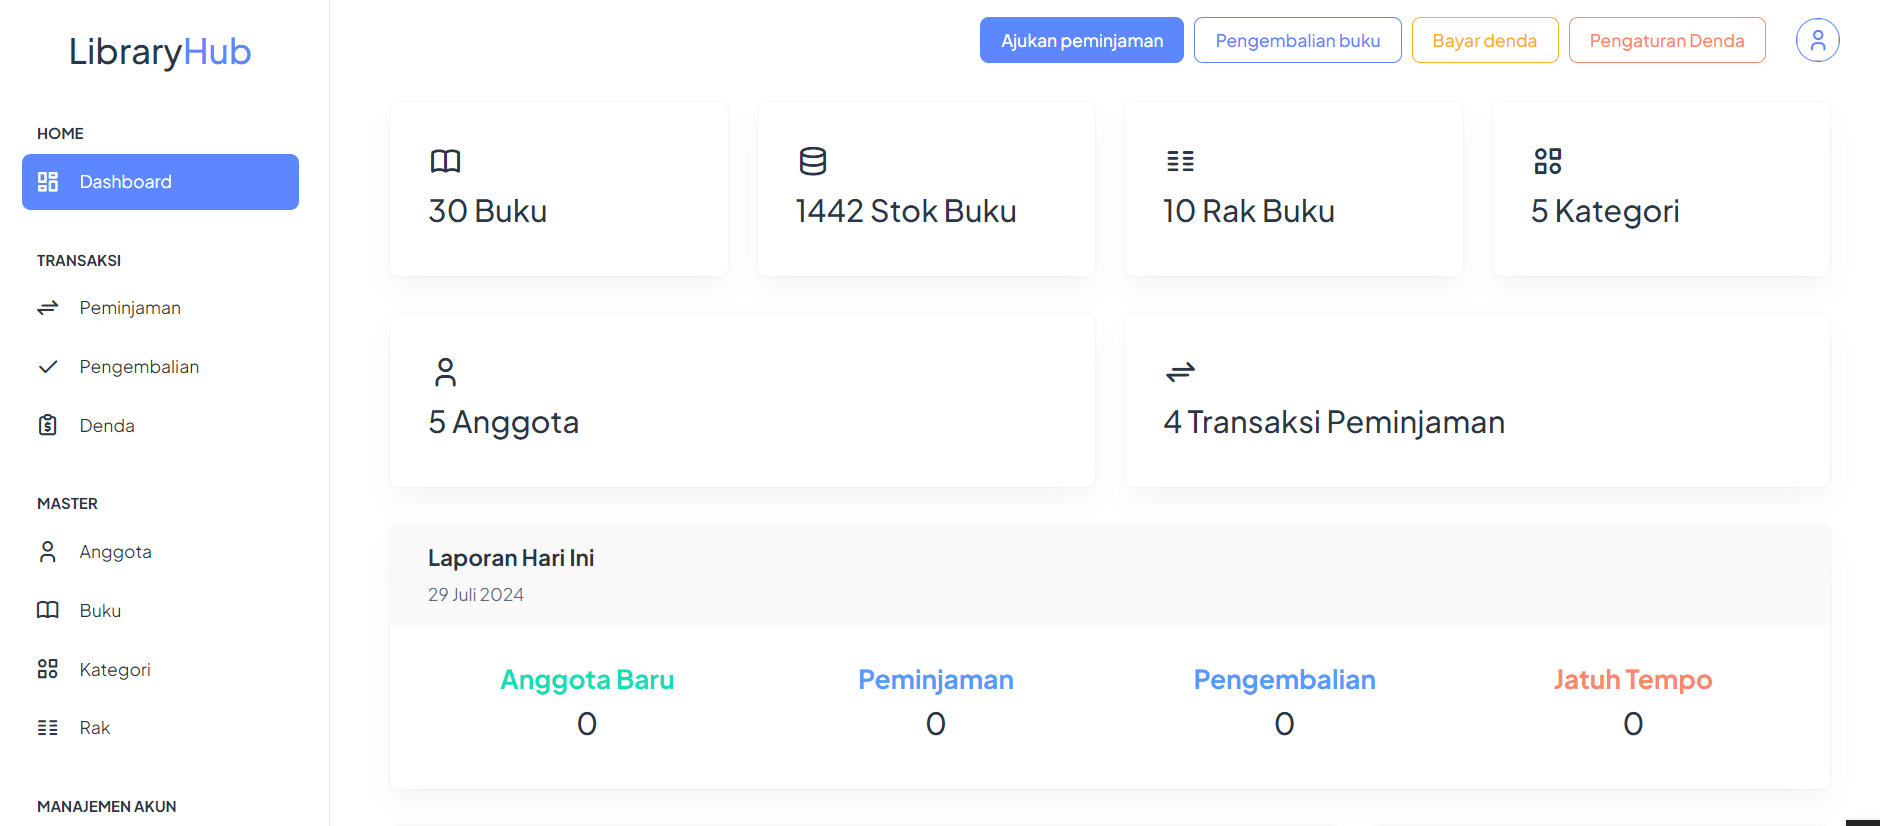 LibraryHub
HOME
Dashboard
TRANSAKSI
Peminjaman
Pengembalian
Denda
MASTER
Anggota
Buku
Kategori
Rak
MANAJEMEN AKUN
Ajukan peminjaman
Pengembalian buku
Bayar denda
Pengaturan Denda
30 Buku
1442 Stok Buku
10 Rak Buku
5 Kategori
5 Anggota
4 Transaksi Peminjaman
Laporan Hari Ini
29 Juli 2024
Anggota Baru
0
Peminjaman
0
Pengembalian
0
Jatuh Tempo
0